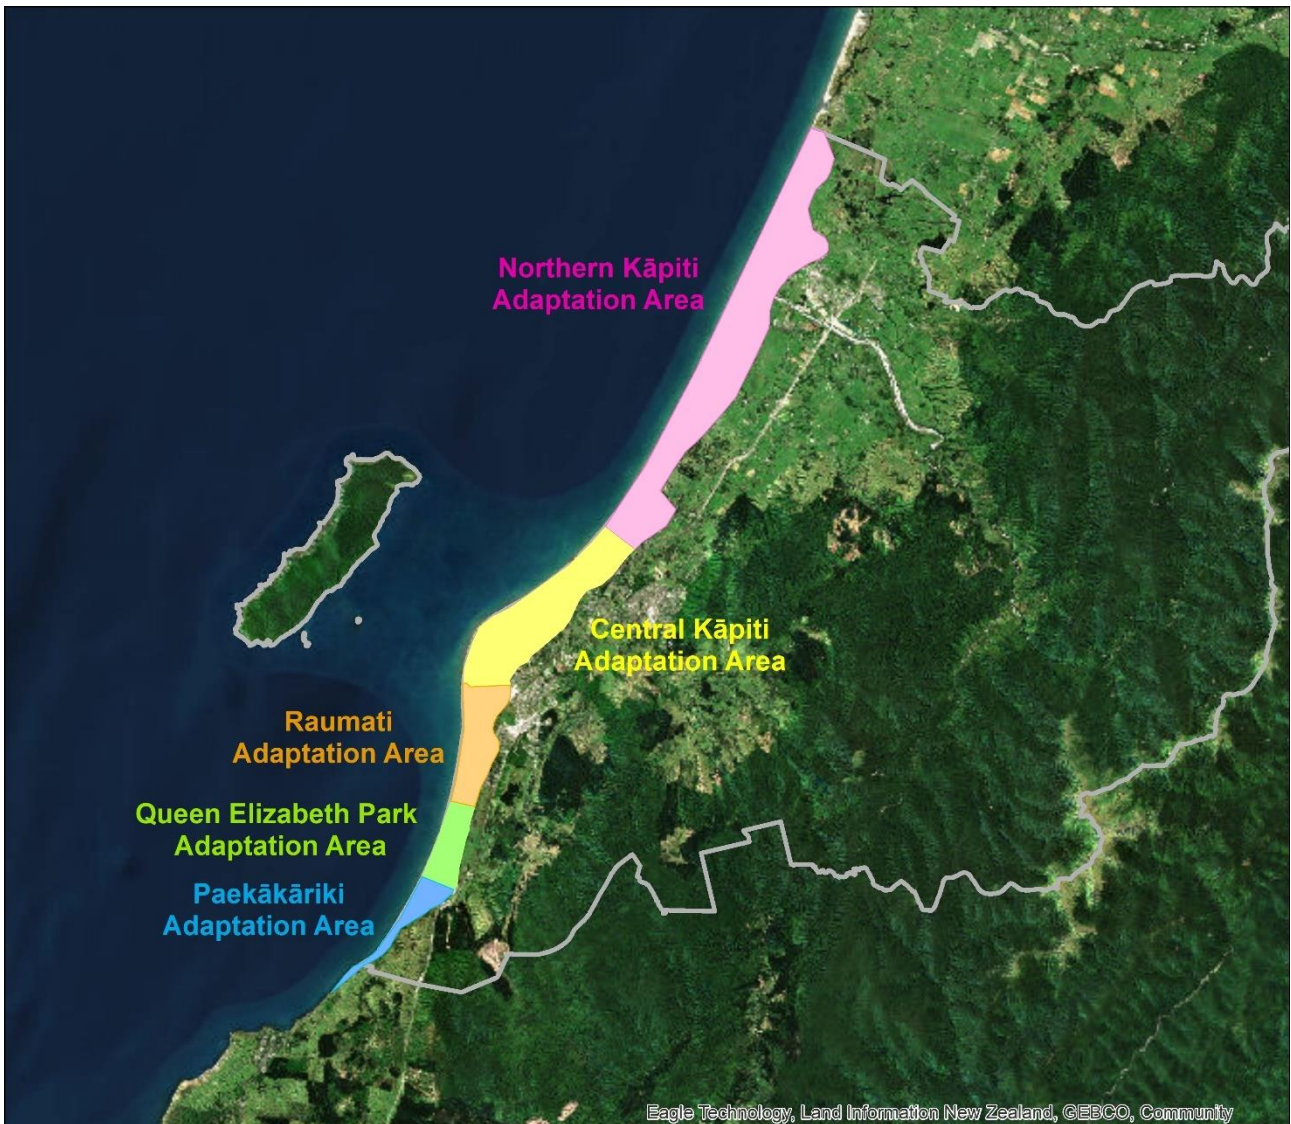 Northern Kāpiti
Adaptation Area
Central Kāpiti
Adaptation Area
Raumati
Adaptation Area
Queen Elizabeth Park
Adaptation Area
Paekākāriki
Adaptation Area
Eagle Technology, Land Information New Zealand, GEBCO, Community